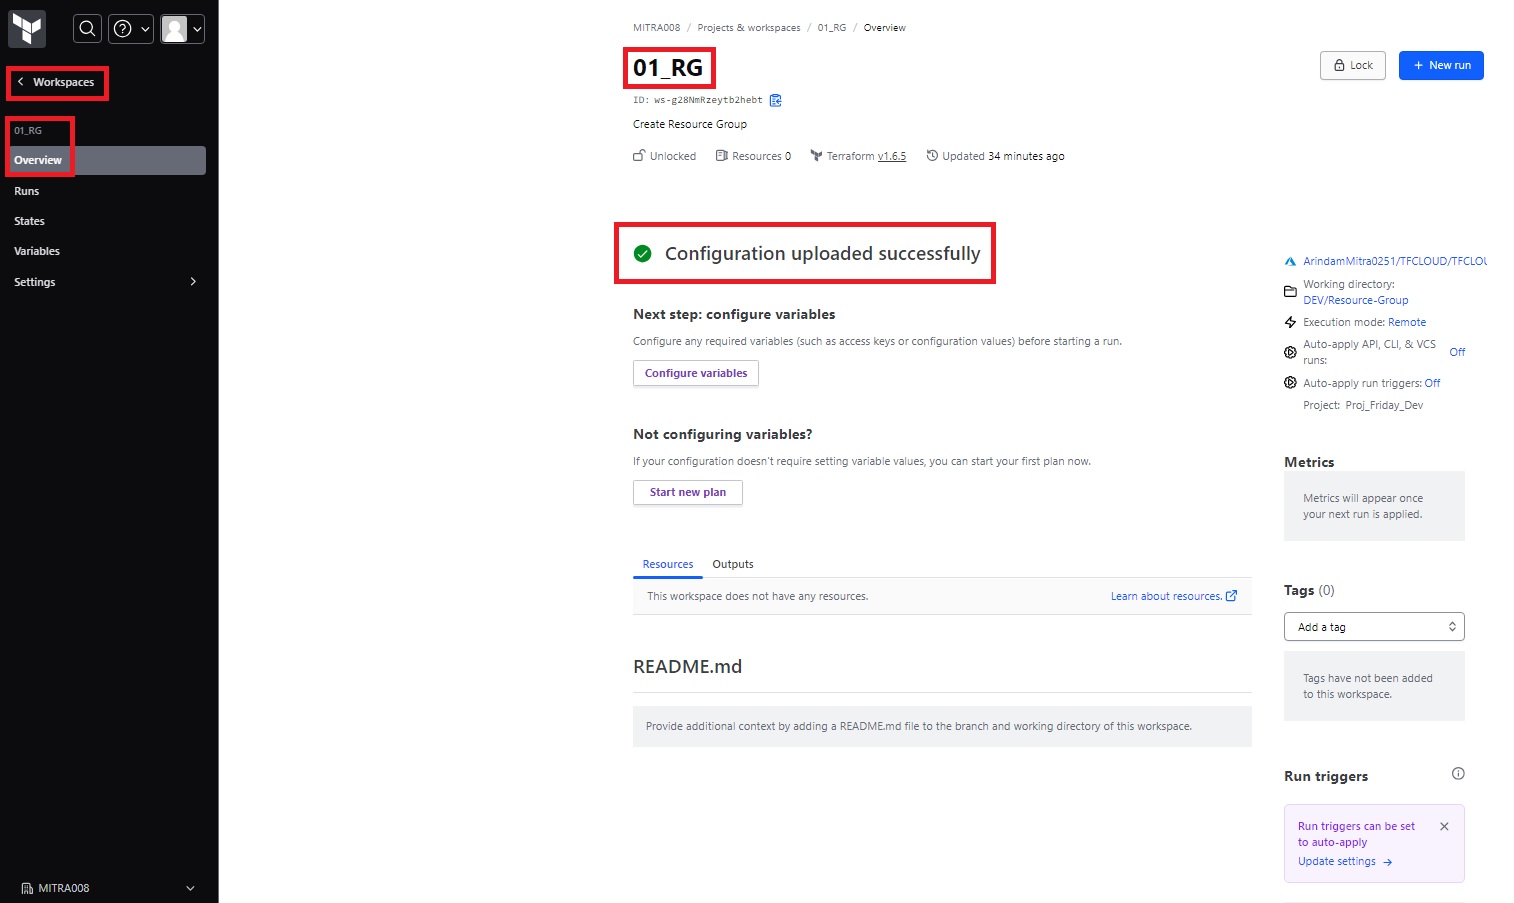 Workspaces
01_RG
Overview
Runs
States
Variables
Settings
MITRA008
MITRA008 / Projects & workspaces / 01_RG / Overview
01_RG
Lock
+ New run
ID: ws-g28NmRzeytb2hebt
Create Resource Group
Unlocked Resources 0 Terraform v1.6.5 Updated 34 minutes ago
Configuration uploaded successfully
Next step: configure variables
Configure any required variables (such as access keys or configuration values) before starting a run.
Configure variables
Not configuring variables?
If your configuration doesn't require setting variable values, you can start your first plan now.
Start new plan
Resources Outputs
This workspace does not have any resources. Learn about resources.
README.md
Provide additional context by adding a README.md file to the branch and working directory of this workspace.
ArindamMitra0251/TFCLOUD/TFCLOU
Working directory:
DEV/Resource-Group
Execution mode: Remote
Auto-apply API, CLI, & VCS
runs: Off
Auto-apply run triggers: Off
Project: Proj_Friday_Dev
Metrics
Metrics will appear once
your next run is applied.
Tags (0)
Add a tag
Tags have not been added
to this workspace.
Run triggers
Run triggers can be set
to auto-apply
Update settings